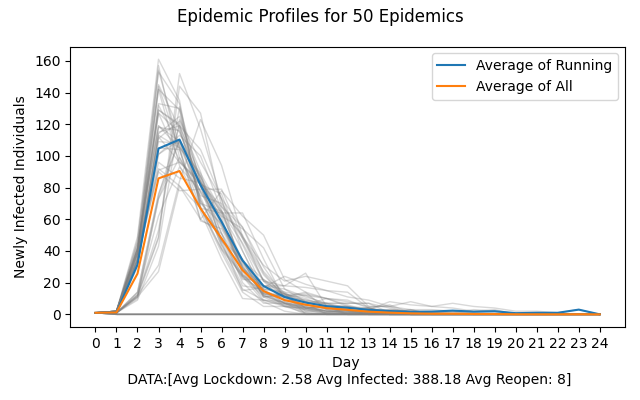 Epidemic Profiles for 50 Epidemics
Newly Infected Individuals
160
140
120
100
80
60
40
20
0
Average of Running
Average of All
0 1 2 3 4 5 6 7 8 9 10 11 12 13 14 15 16 17 18 19 20 21 22 23 24
Day
DATA:[Avg Lockdown: 2.58 Avg Infected: 388.18 Avg Reopen: 8]